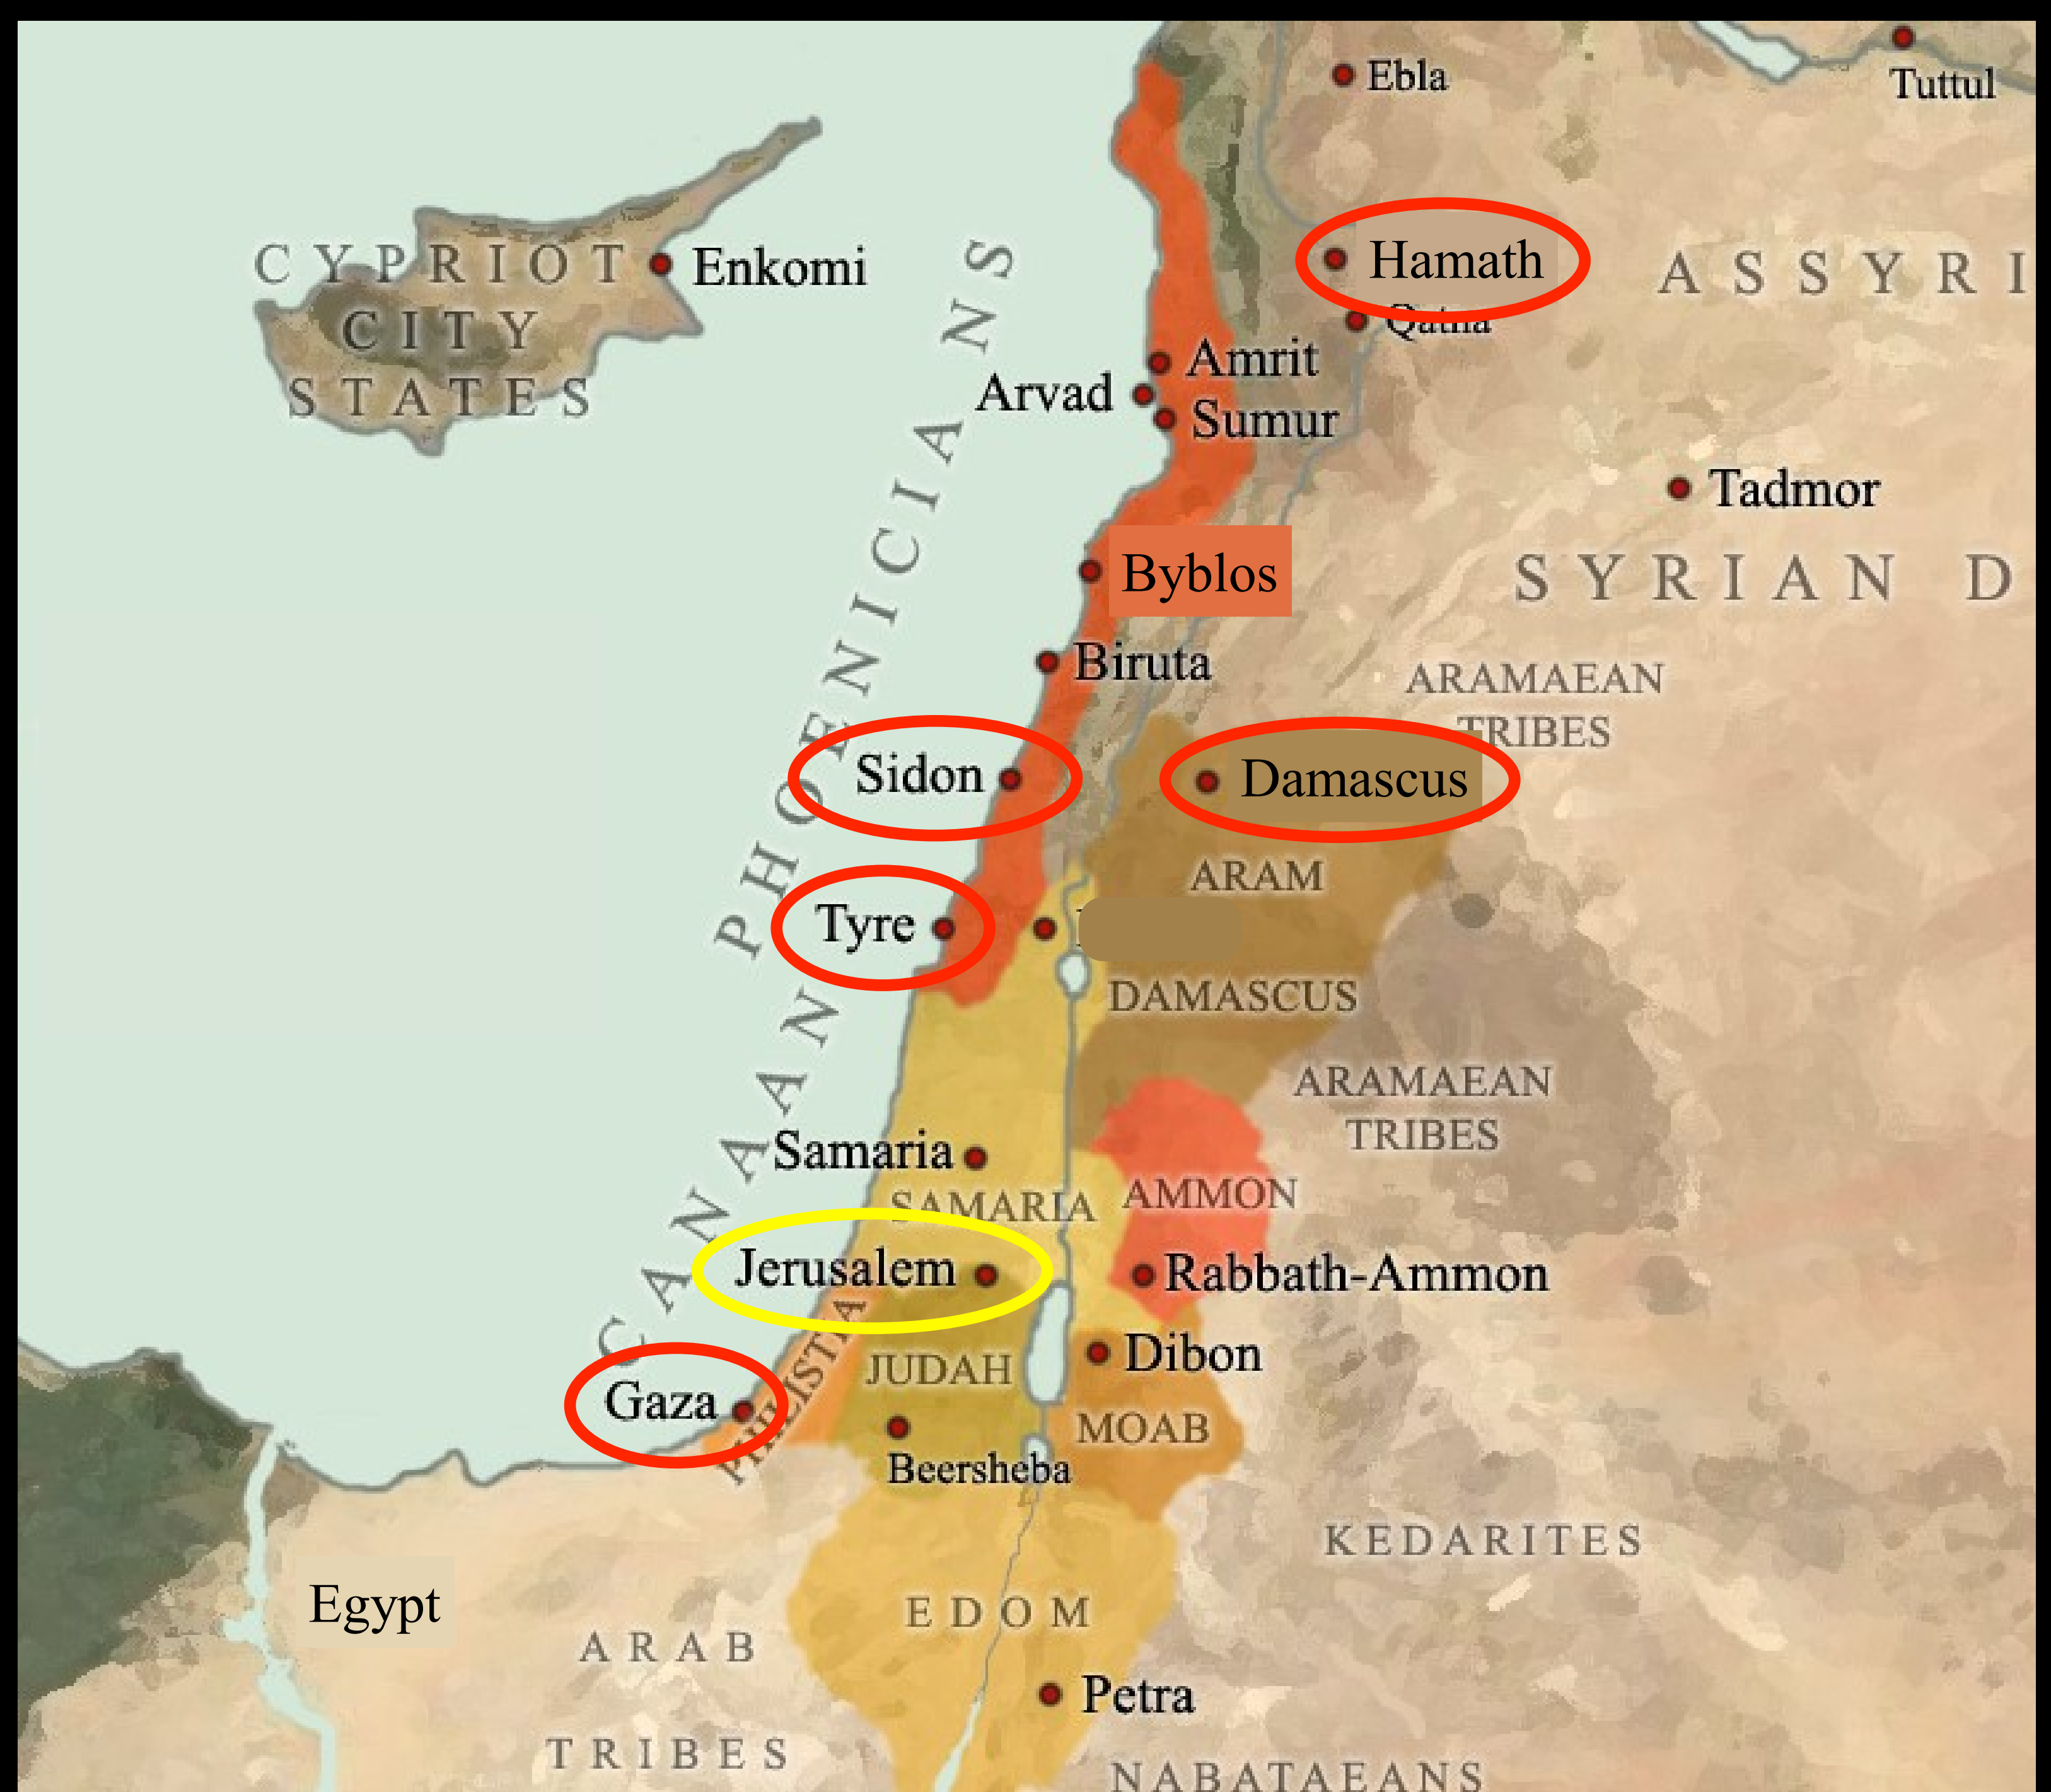 Ebla
Tuttul
Hamath
ASSYRI
CYPRIOT
CITY
STATES
Enkomi
Qatna
Amrit
Arvad
Sumur
Tadmor
Byblos
SYRIAN D
Biruta
ARAMAEAN
TRIBES
CANAAN PHOENICIANS
Sidon
Damascus
ARAM
Tyre
DAMASCUS
ARAMAEAN
TRIBES
Samaria
SAMARIA
AMMON
Jerusalem
Rabbath-Ammon
PHILISTIA
JUDAH
Dibon
Gaza
MOAB
Beersheba
KEDARITES
Egypt
EDOM
ARAB
TRIBES
Petra
NABATAEANS